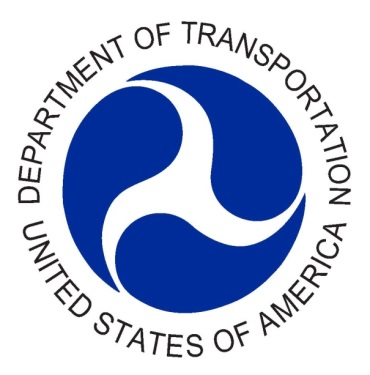 DEPARTMENT OF TRANSPORTATION
UNITED STATES OF AMERICA